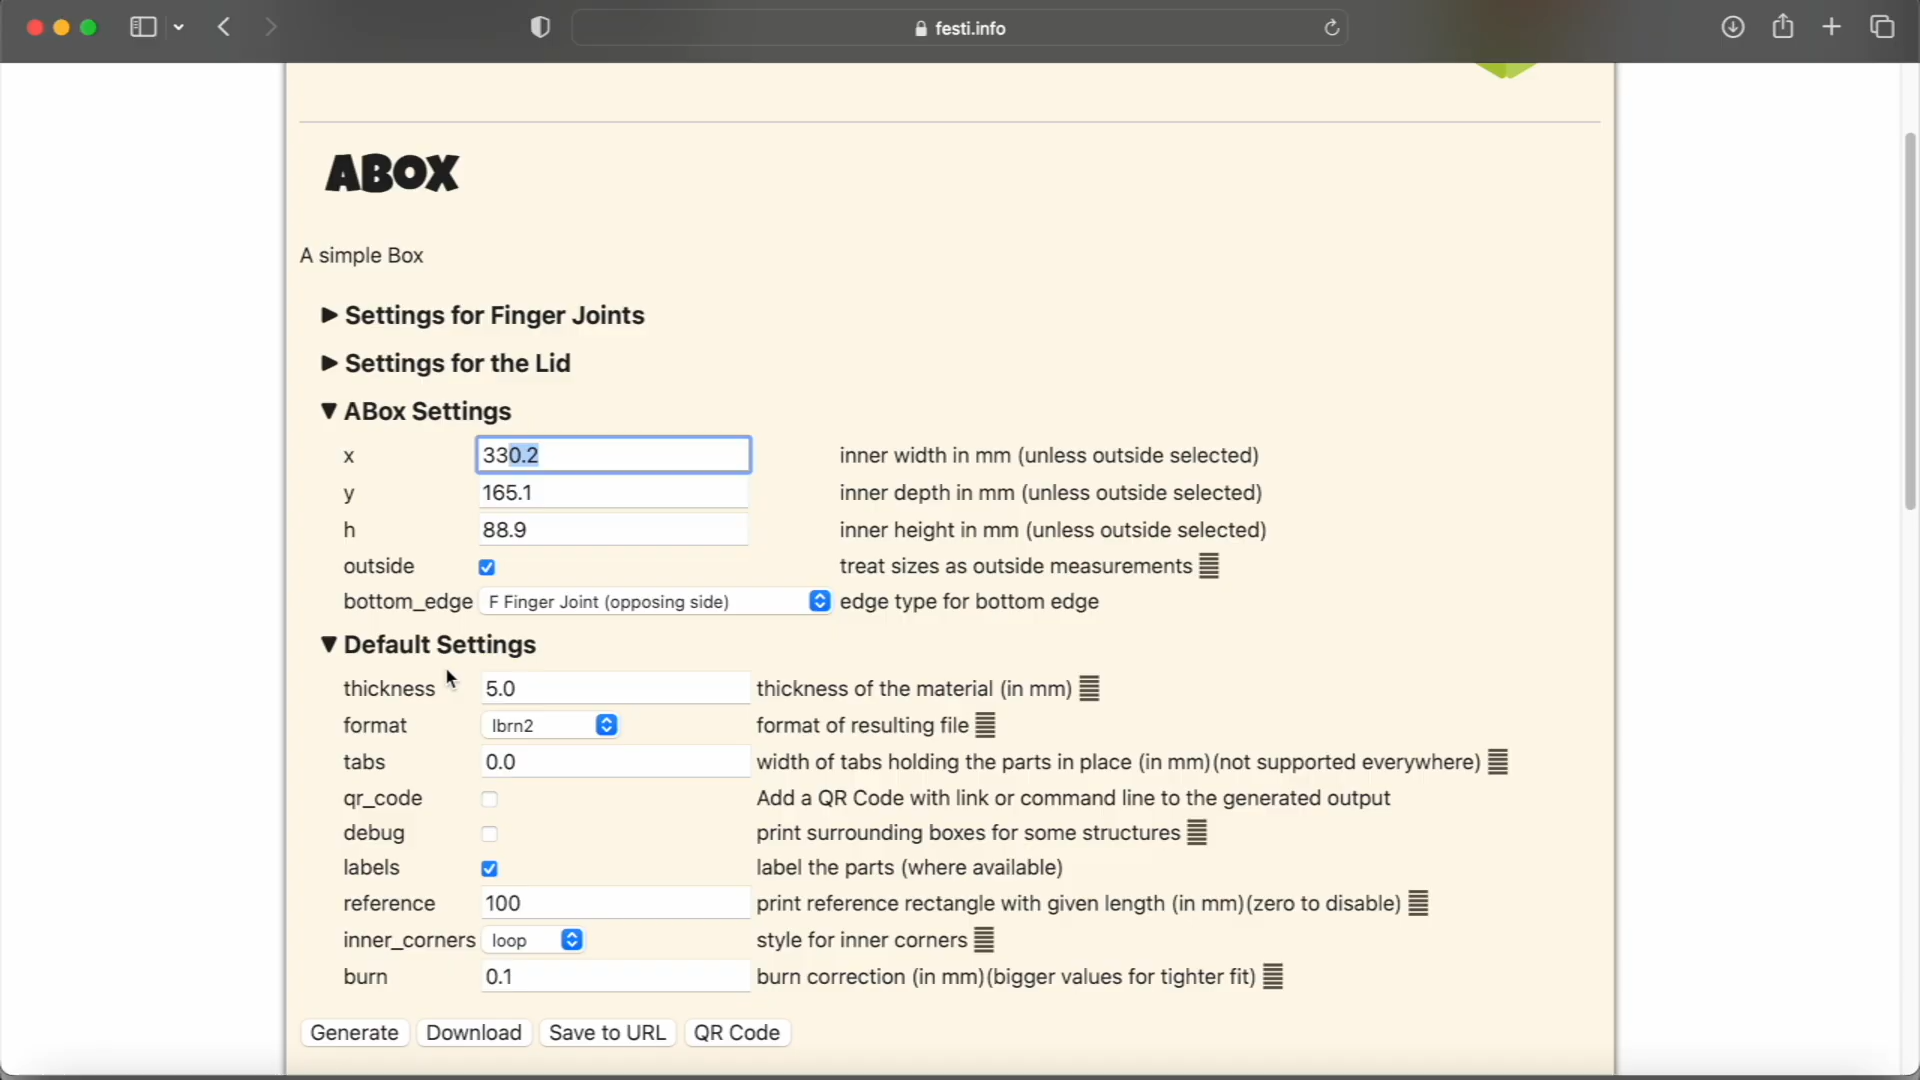 festi.info
ABOX
A simple Box
Settings for Finger Joints
Settings for the Lid
ABox Settings
x 330.2 inner width in mm (unless outside selected)
y 165.1 inner depth in mm (unless outside selected)
h 88.9 inner height in mm (unless outside selected)
outside treat sizes as outside measurements
bottom_edge F Finger Joint (opposing side) edge type for bottom edge
Default Settings
thickness 5.0 thickness of the material (in mm)
format lbrn2 format of resulting file
tabs 0.0 width of tabs holding the parts in place (in mm)(not supported everywhere)
qr_code Add a QR Code with link or command line to the generated output
debug print surrounding boxes for some structures
labels label the parts (where available)
reference 100 print reference rectangle with given length (in mm)(zero to disable)
inner_corners loop style for inner corners
burn 0.1 burn correction (in mm)(bigger values for tighter fit)
Generate Download Save to URL QR Code